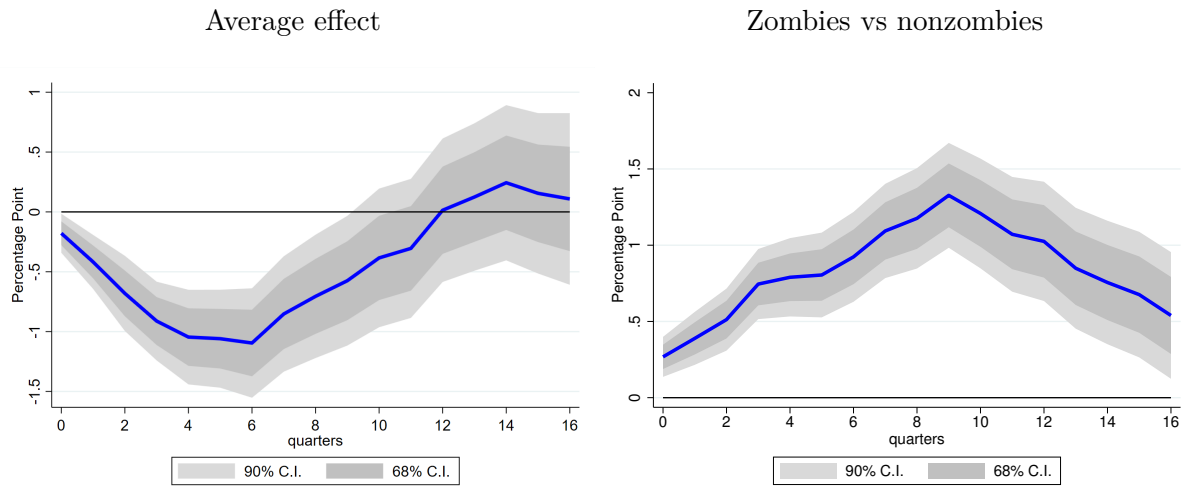 Average effect
Percentage Point
1
.5
0
-.5
-1
-1.5
0 2 4 6 8 10 12 14 16
quarters
90% C.I. 68% C.I.
Zombies vs nonzombies
Percentage Point
2
1.5
1
.5
0
0 2 4 6 8 10 12 14 16
quarters
90% C.I. 68% C.I.